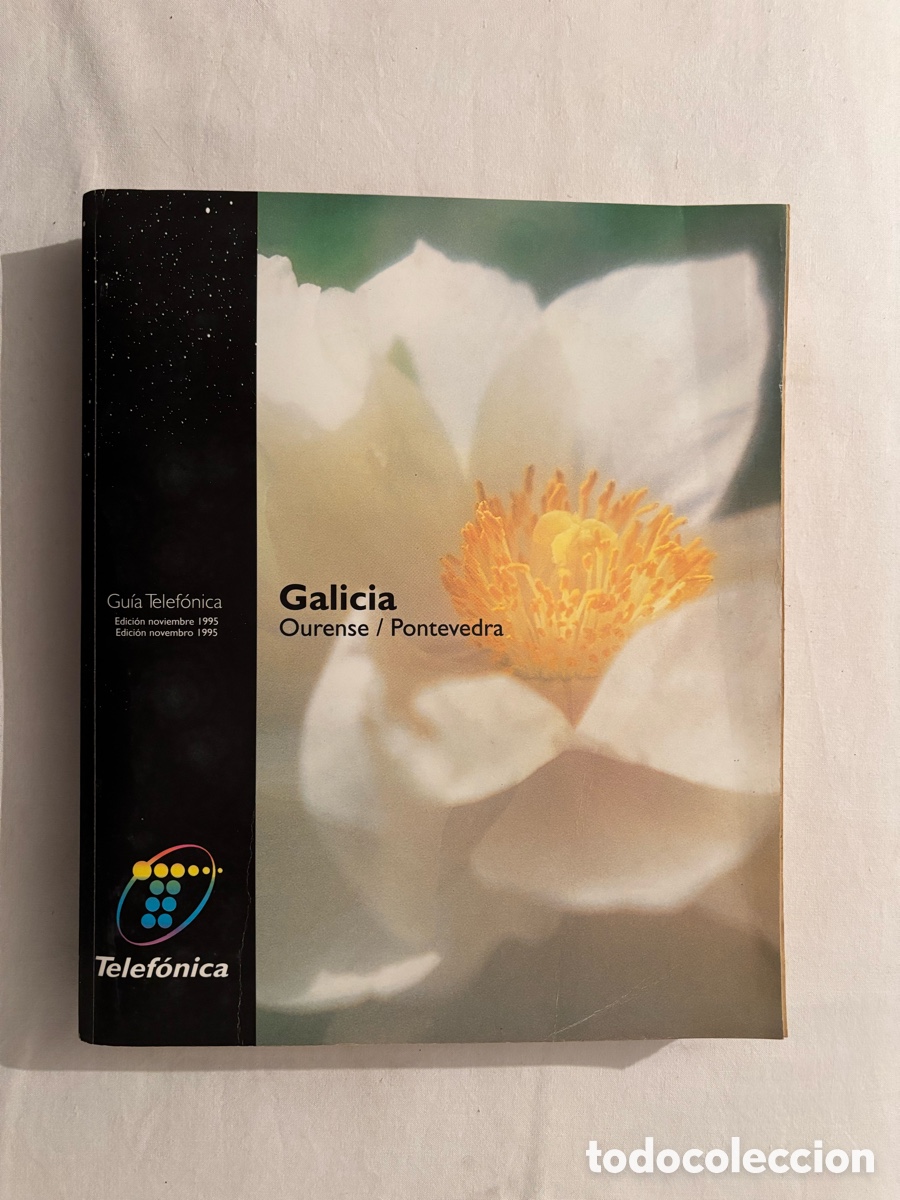 Guía Telefónica
Edición noviembre 1995
Edición novembro 1995
Galicia
Ourense / Pontevedra
Telefónica
todocoleccion